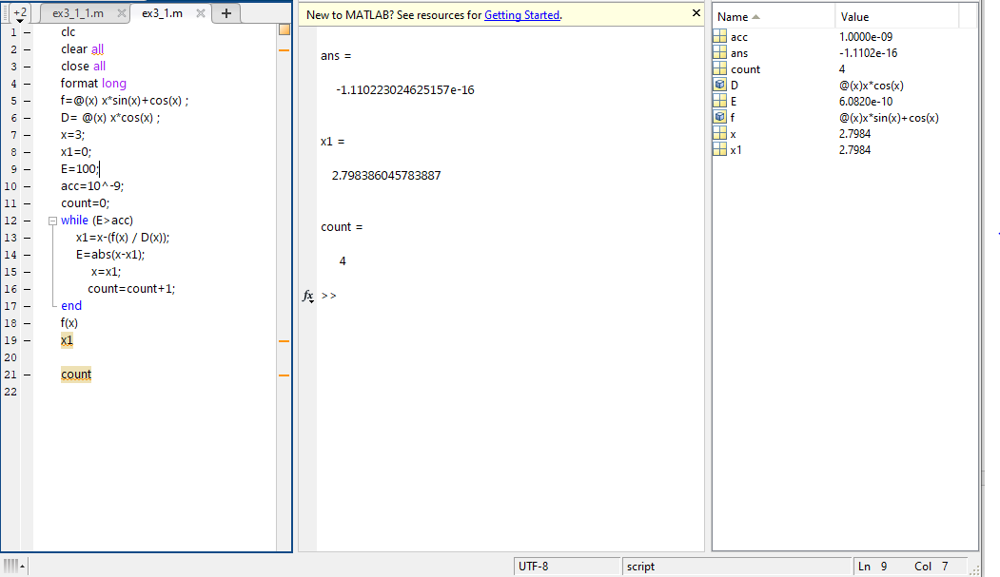 +2 ex3_1_1.m ex3_1.m +
1 – clc
2 – clear all
3 – close all
4 – format long
5 – f=@(x) x*sin(x)+cos(x) ;
6 – D= @(x) x*cos(x) ;
7 – x=3;
8 – x1=0;
9 – E=100;
10 – acc=10^-9;
11 – count=0;
12 – while (E>acc)
13 – x1=x-(f(x) / D(x));
14 – E=abs(x-x1);
15 – x=x1;
16 – count=count+1;
17 – end
18 – f(x)
19 – x1
20
21 – count
22
New to MATLAB? See resources for Getting Started.
ans =
-1.110223024625157e-16
x1 =
2.798386045783887
count =
4
fx >>
Name Value
acc 1.0000e-09
ans -1.1102e-16
count 4
D @(x)x*cos(x)
E 6.0820e-10
f @(x)x*sin(x)+cos(x)
x 2.7984
x1 2.7984
UTF-8 script Ln 9 Col 7